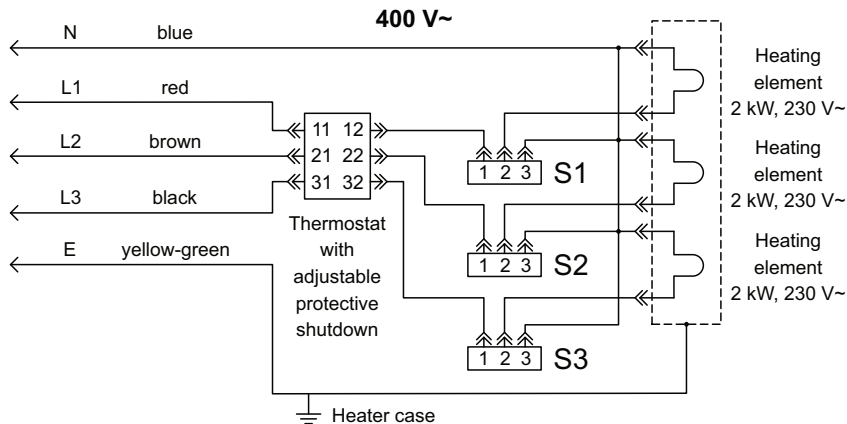 400 V~
N blue
L1 red
L2 brown
L3 black
E yellow-green
11 12
21 22
31 32
Thermostat
with
adjustable
protective
shutdown
1 2 3 S1
1 2 3 S2
1 2 3 S3
Heating
element
2 kW, 230 V~
Heating
element
2 kW, 230 V~
Heating
element
2 kW, 230 V~
Heater case